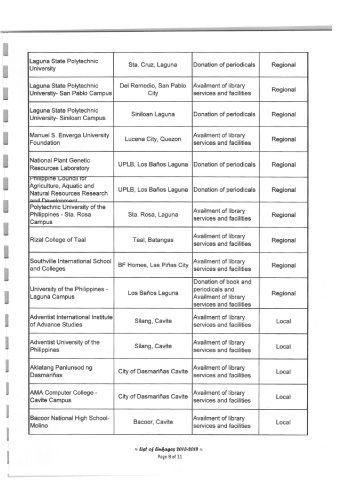 Laguna State Polytechnic
University
Sta. Cruz, Laguna
Donation of periodicals
Regional
Laguna State Polytechnic
University- San Pablo Campus
Del Remedio, San Pablo
City
Availment of library
services and facilities
Regional
Laguna State Polytechnic
University- Siniloan Campus
Siniloan Laguna
Donation of periodicals
Regional
Manuel S. Enverga University
Foundation
Lucena City, Quezon
Availment of library
services and facilities
Regional
National Plant Genetic
Resources Laboratory
UPLB, Los Baños Laguna
Donation of periodicals
Regional
Philippine Council for
Agriculture, Aquatic and
Natural Resources Research
and Development
UPLB, Los Baños Laguna
Donation of periodicals
Regional
Polytechnic University of the
Philippines - Sta. Rosa
Campus
Sta. Rosa, Laguna
Availment of library
services and facilities
Regional
Rizal College of Taal
Taal, Batangas
Availment of library
services and facilities
Regional
Southville International School
and Colleges
BF Homes, Las Piñas City
Availment of library
services and facilities
Regional
University of the Philippines -
Laguna Campus
Los Baños Laguna
Donation of book and
periodicals and
Availment of library
services and facilities
Regional
Adventist International Institute
of Advance Studies
Silang, Cavite
Availment of library
services and facilities
Local
Adventist University of the
Philippines
Silang, Cavite
Availment of library
services and facilities
Local
Aklatang Panlunsod ng
Dasmariñas
City of Dasmariñas Cavite
Availment of library
services and facilities
Local
AMA Computer College -
Cavite Campus
City of Dasmariñas Cavite
Availment of library
services and facilities
Local
Bacoor National High School-
Molino
Bacoor, Cavite
Availment of library
services and facilities
Local
List of Linkages 2012-2018
Page 8 of 11